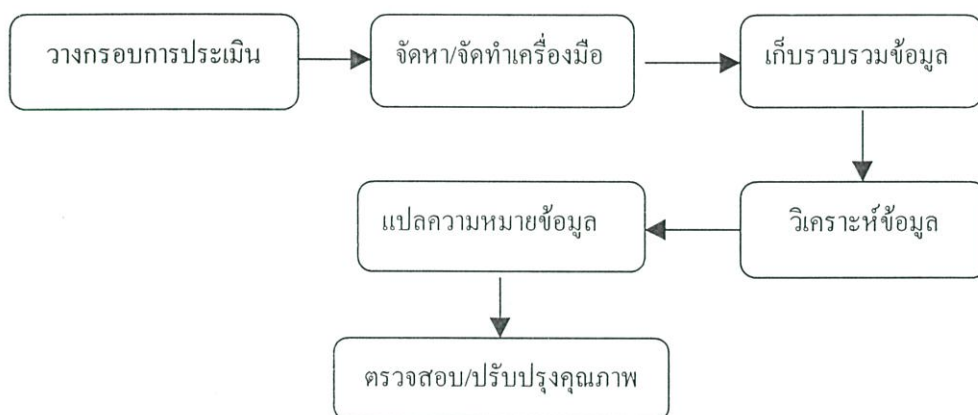 วางกรอบการประเมิน
จัดหา/จัดทำเครื่องมือ
เก็บรวบรวมข้อมูล
วิเคราะห์ข้อมูล
แปลความหมายข้อมูล
ตรวจสอบ/ปรับปรุงคุณภาพ